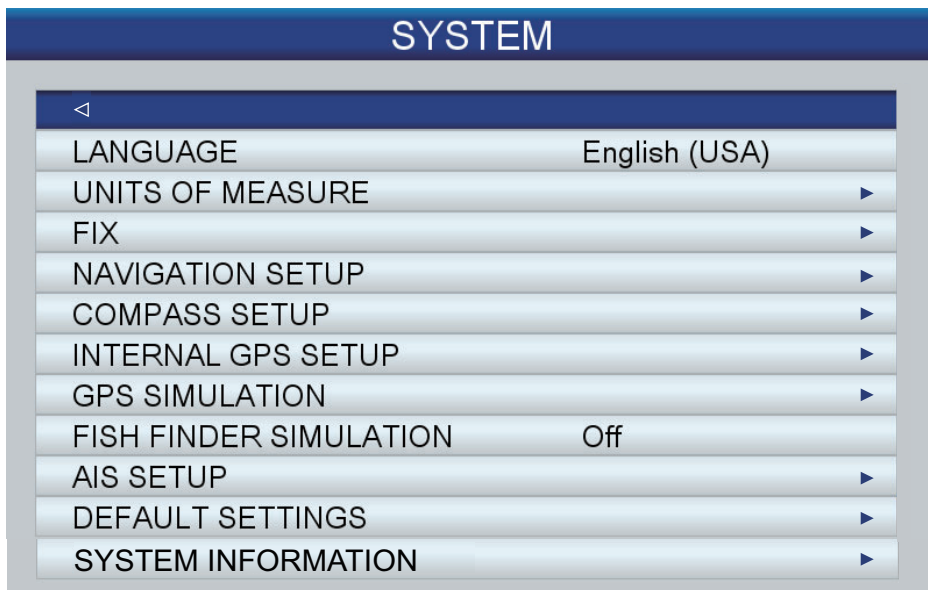 SYSTEM
LANGUAGE English (USA)
UNITS OF MEASURE
FIX
NAVIGATION SETUP
COMPASS SETUP
INTERNAL GPS SETUP
GPS SIMULATION
FISH FINDER SIMULATION Off
AIS SETUP
DEFAULT SETTINGS
SYSTEM INFORMATION